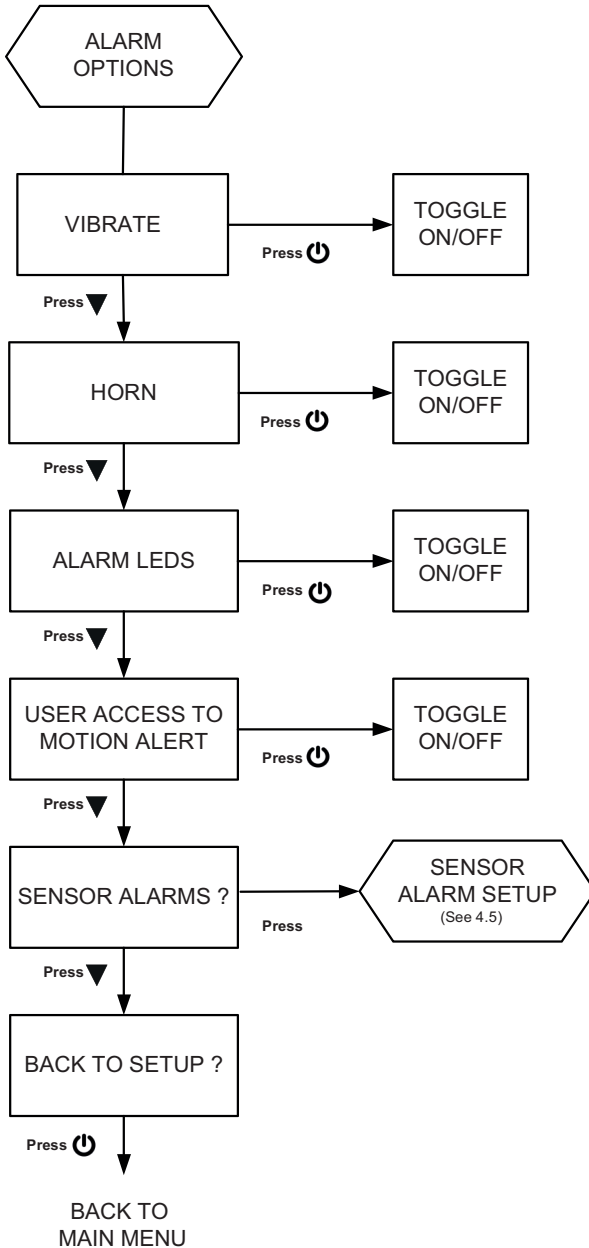 ALARM
OPTIONS
VIBRATE
Press
TOGGLE
ON/OFF
Press
HORN
Press
TOGGLE
ON/OFF
Press
ALARM LEDS
Press
TOGGLE
ON/OFF
Press
USER ACCESS TO
MOTION ALERT
Press
TOGGLE
ON/OFF
Press
SENSOR ALARMS ?
Press
SENSOR
ALARM SETUP
(See 4.5)
Press
BACK TO SETUP ?
Press
BACK TO
MAIN MENU